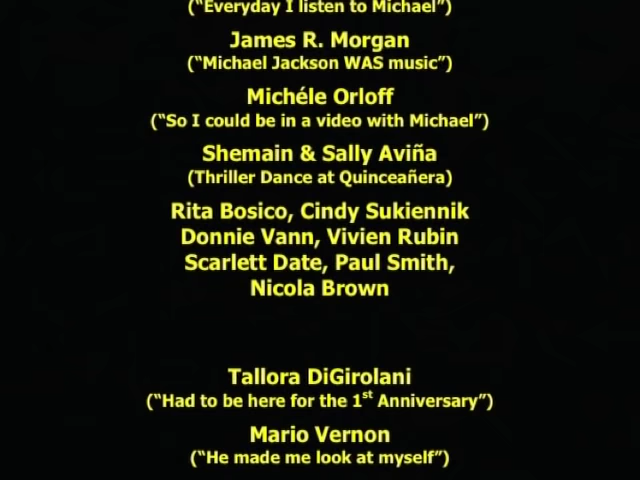 (“Everyday I listen to Michael”)
James R. Morgan
(“Michael Jackson WAS music”)
Michéle Orloff
(“So I could be in a video with Michael”)
Shemain & Sally Aviña
(Thriller Dance at Quinceañera)
Rita Bosico, Cindy Sukiennik
Donnie Vann, Vivien Rubin
Scarlett Date, Paul Smith,
Nicola Brown
Tallora DiGirolani
(“Had to be here for the 1st Anniversary”)
Mario Vernon
(“He made me look at myself”)